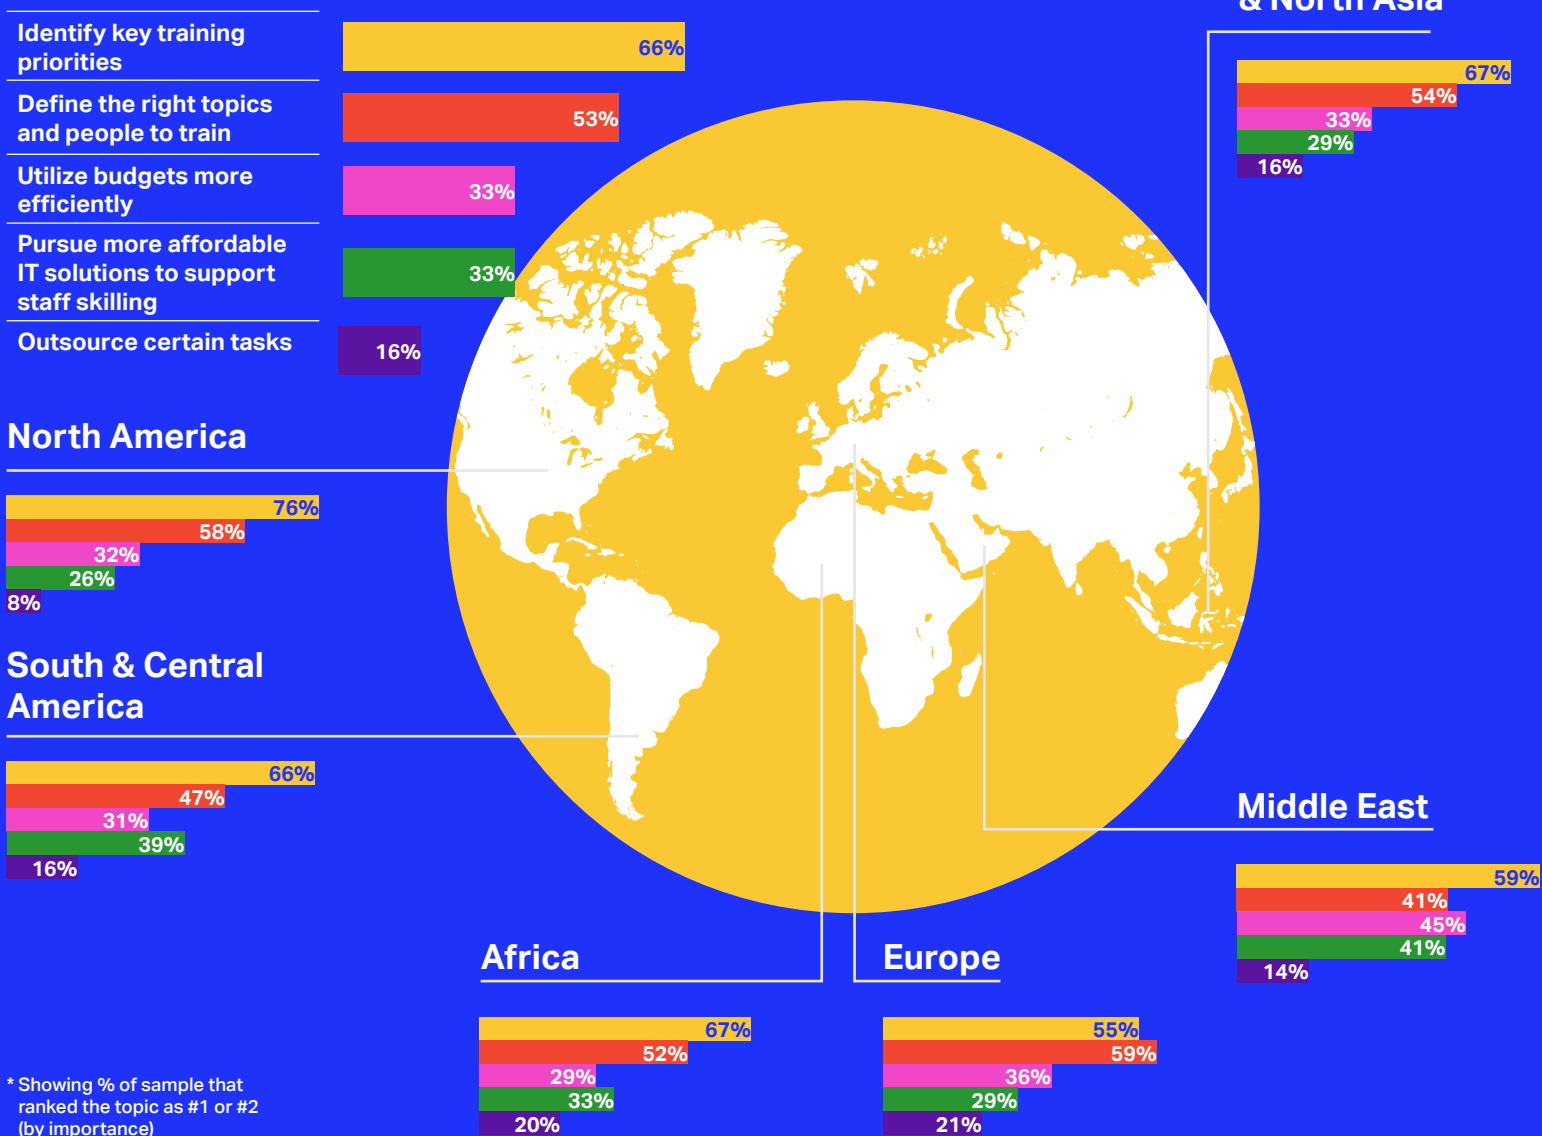 Identify key training
priorities
66%
Define the right topics
and people to train
53%
Utilize budgets more
efficiently
33%
Pursue more affordable
IT solutions to support
staff skilling
33%
Outsource certain tasks
16%
& North Asia
67%
54%
33%
29%
16%
North America
76%
58%
32%
26%
8%
South & Central
America
66%
47%
31%
39%
16%
Middle East
59%
41%
45%
41%
14%
Africa
67%
52%
29%
33%
20%
Europe
55%
59%
36%
29%
21%
* Showing % of sample that
ranked the topic as #1 or #2
(by importance)